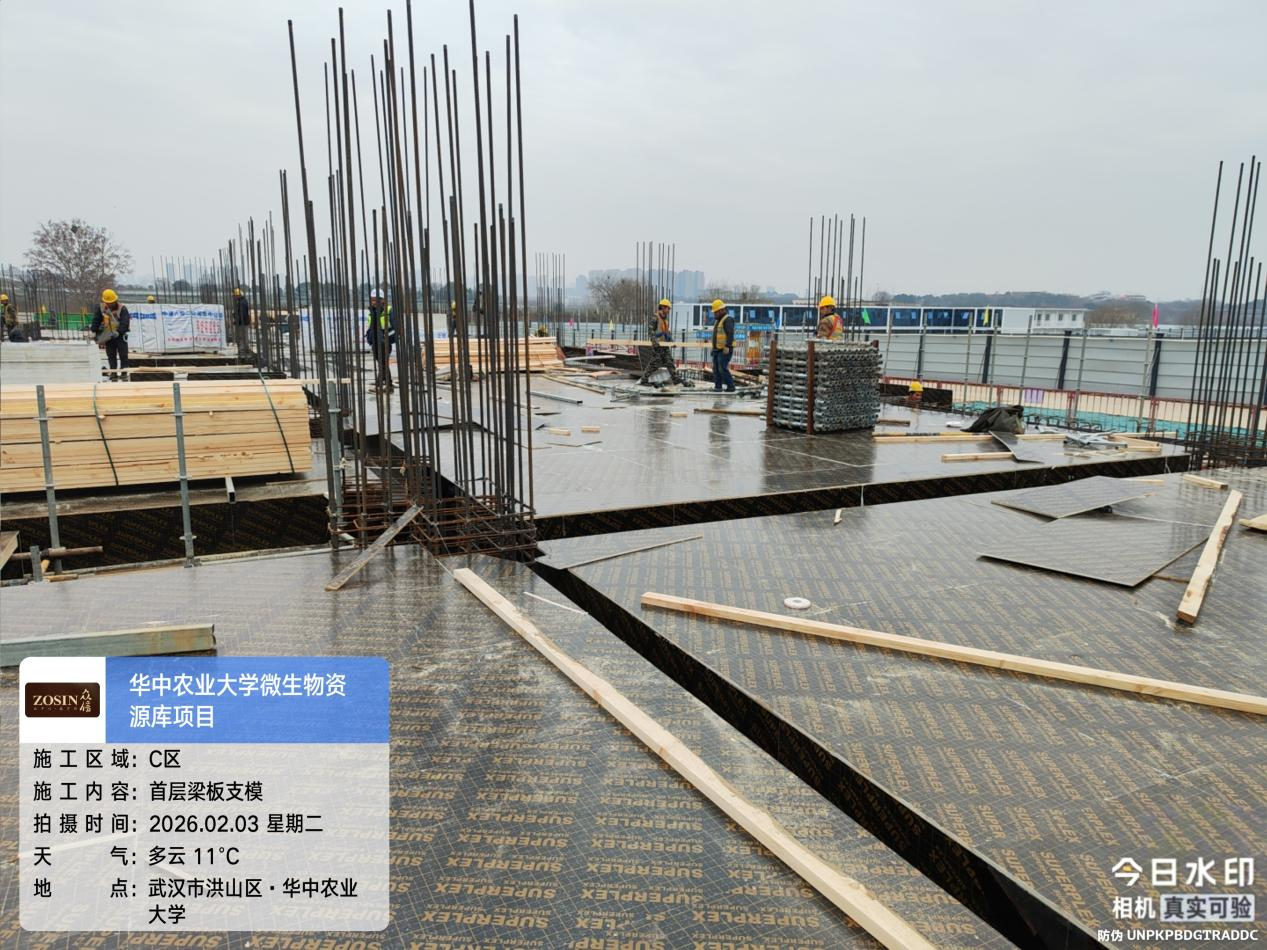 ZOSIN 众信
华中农业大学微生物资
源库项目
施工区域：C区
施工内容：首层梁板支模
拍摄时间：2026.02.03 星期二
天气：多云 11℃
地点：武汉市洪山区·华中农业
大学
SUPERPLEX
今日水印
相机 真实可验
防伪 UNPKPBDGTRADDC